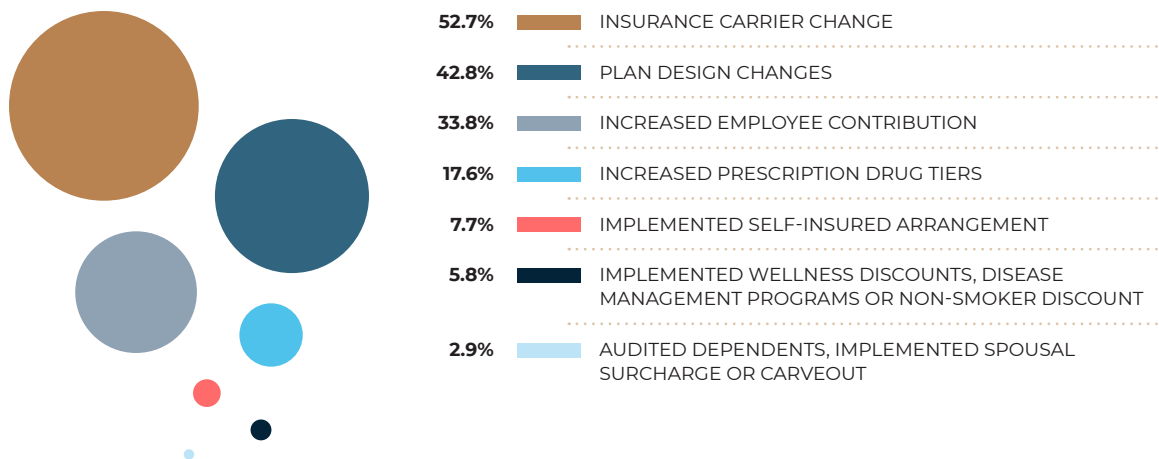 52.7% INSURANCE CARRIER CHANGE
42.8% PLAN DESIGN CHANGES
33.8% INCREASED EMPLOYEE CONTRIBUTION
17.6% INCREASED PRESCRIPTION DRUG TIERS
7.7% IMPLEMENTED SELF-INSURED ARRANGEMENT
5.8% IMPLEMENTED WELLNESS DISCOUNTS, DISEASE
MANAGEMENT PROGRAMS OR NON-SMOKER DISCOUNT
2.9% AUDITED DEPENDENTS, IMPLEMENTED SPOUSAL
SURCHARGE OR CARVEOUT